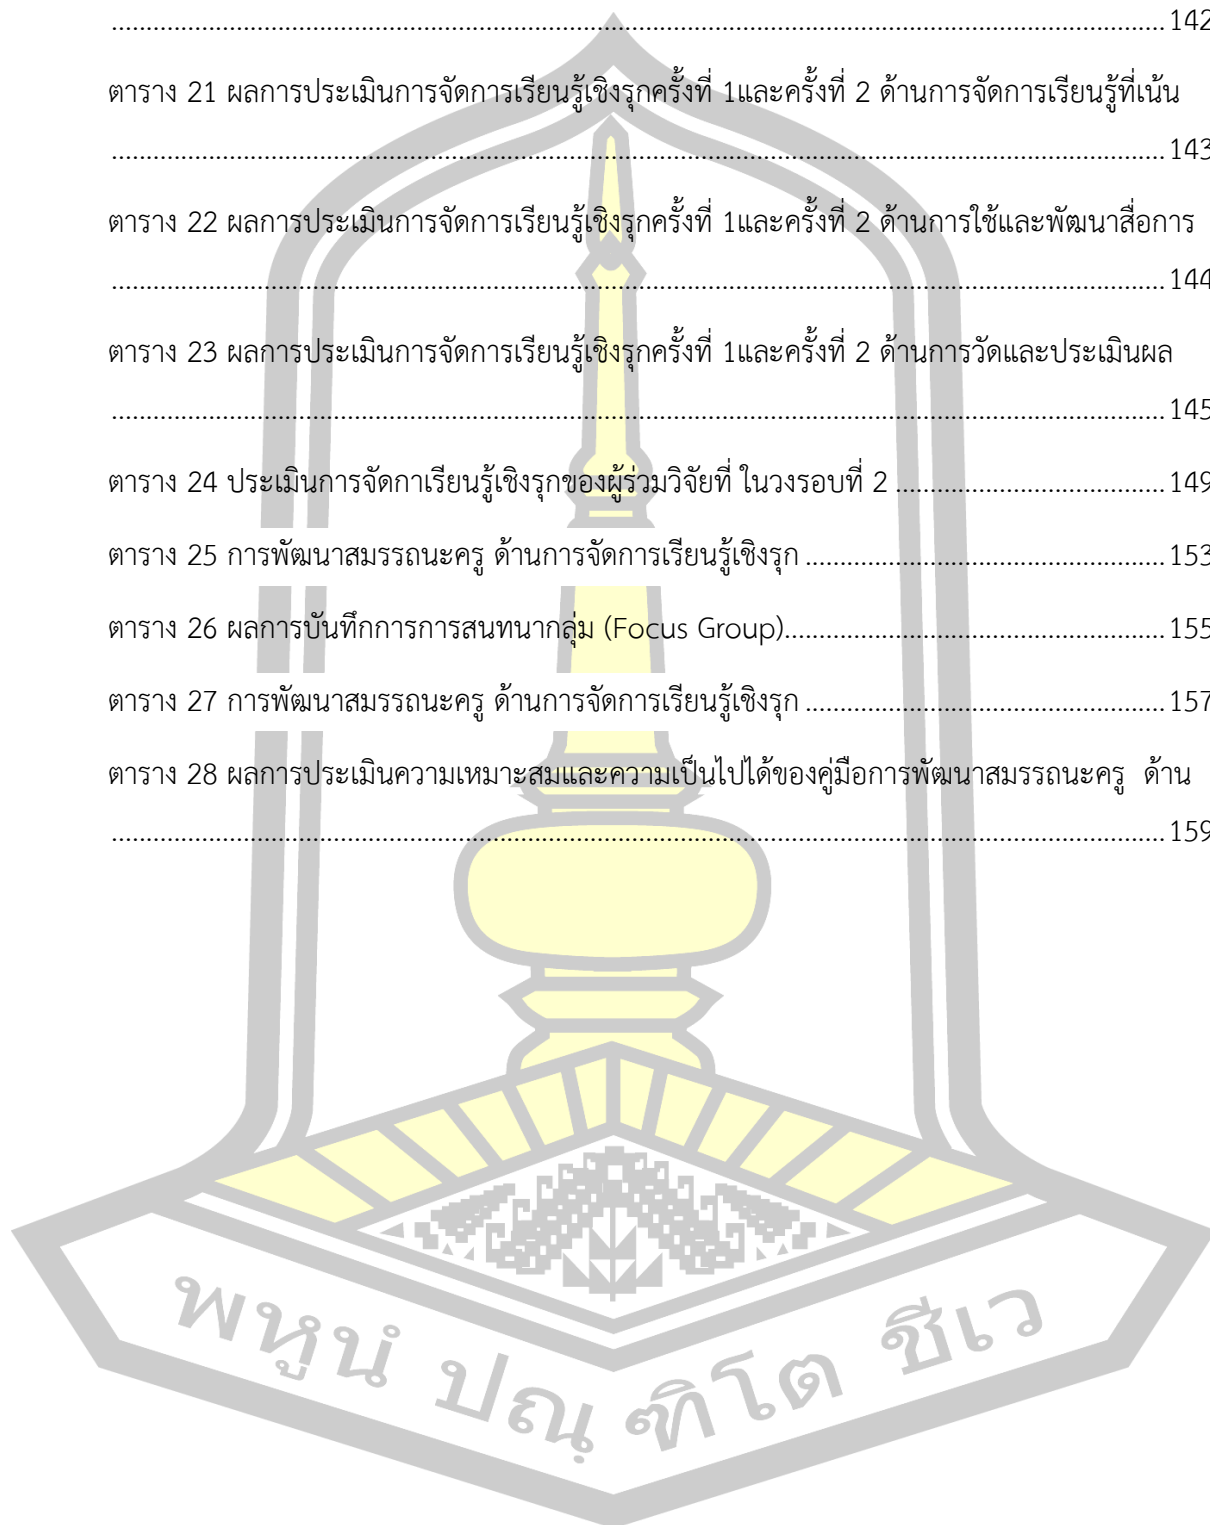 ........................................................................................................................................................ 142
ตาราง 21 ผลการประเมินการจัดการเรียนรู้เชิงรุกครั้งที่ 1และครั้งที่ 2 ด้านการจัดการเรียนรู้ที่เน้น
........................................................................................................................................................ 143
ตาราง 22 ผลการประเมินการจัดการเรียนรู้เชิงรุกครั้งที่ 1และครั้งที่ 2 ด้านการใช้และพัฒนาสื่อการ
........................................................................................................................................................ 144
ตาราง 23 ผลการประเมินการจัดการเรียนรู้เชิงรุกครั้งที่ 1และครั้งที่ 2 ด้านการวัดและประเมินผล
........................................................................................................................................................ 145
ตาราง 24 ประเมินการจัดกาเรียนรู้เชิงรุกของผู้ร่วมวิจัยที่ ในวงรอบที่ 2 ....................................... 149
ตาราง 25 การพัฒนาสมรรถนะครู ด้านการจัดการเรียนรู้เชิงรุก .................................................... 153
ตาราง 26 ผลการบันทึกการการสนทนากลุ่ม (Focus Group)....................................................... 155
ตาราง 27 การพัฒนาสมรรถนะครู ด้านการจัดการเรียนรู้เชิงรุก .................................................... 157
ตาราง 28 ผลการประเมินความเหมาะสมและความเป็นไปได้ของคู่มือการพัฒนาสมรรถนะครู ด้าน
........................................................................................................................................................ 159
พหูนํ ปณฺฑิโต ชีเว